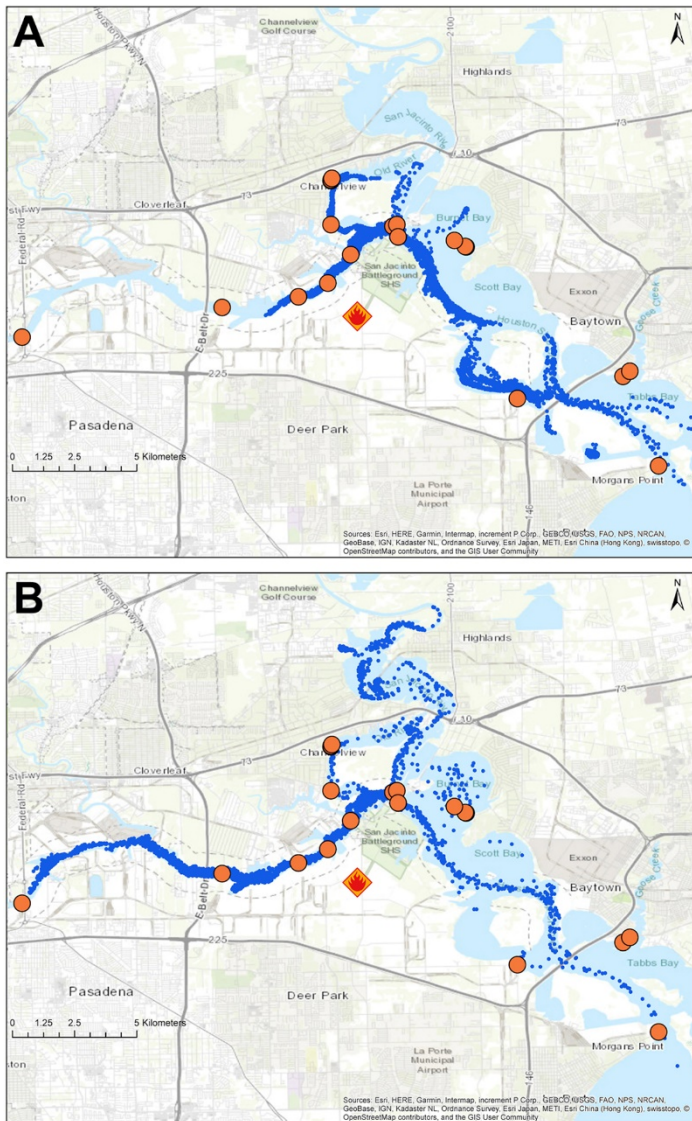 A
Channelview
Golf Course
Houston Pkwy N
2100
N
Highlands
San Jacinto Riv
73
Old River
Channelview
73
Cloverleaf
Federal Rd
Burnet Bay
San Jacinto
Battleground
SHS
Scott Bay
Exxon
Houston S
Baytown
Goose Creek
E Belt Dr
225
Tabbs Bay
Pasadena
Deer Park
0 1.25 2.5 5 Kilometers
La Porte
Municipal
Airport
Morgans Point
146
Sources: Esri, HERE, Garmin, Intermap, increment P Corp., GEBCO, USGS, FAO, NPS, NRCAN,
GeoBase, IGN, Kadaster NL, Ordnance Survey, Esri Japan, METI, Esri China (Hong Kong), swisstopo, ©
OpenStreetMap contributors, and the GIS User Community
B
Channelview
Golf Course
Houston Pkwy N
2100
N
Highlands
73
Channelview
73
Cloverleaf
Federal Rd
Burnet Bay
San Jacinto
Battleground
SHS
Scott Bay
Exxon
Baytown
Goose Creek
E Belt Dr
225
Tabbs Bay
Pasadena
Deer Park
0 1.25 2.5 5 Kilometers
La Porte
Municipal
Airport
Morgans Point
146
Sources: Esri, HERE, Garmin, Intermap, increment P Corp., GEBCO, USGS, FAO, NPS, NRCAN,
GeoBase, IGN, Kadaster NL, Ordnance Survey, Esri Japan, METI, Esri China (Hong Kong), swisstopo, ©
OpenStreetMap contributors, and the GIS User Community